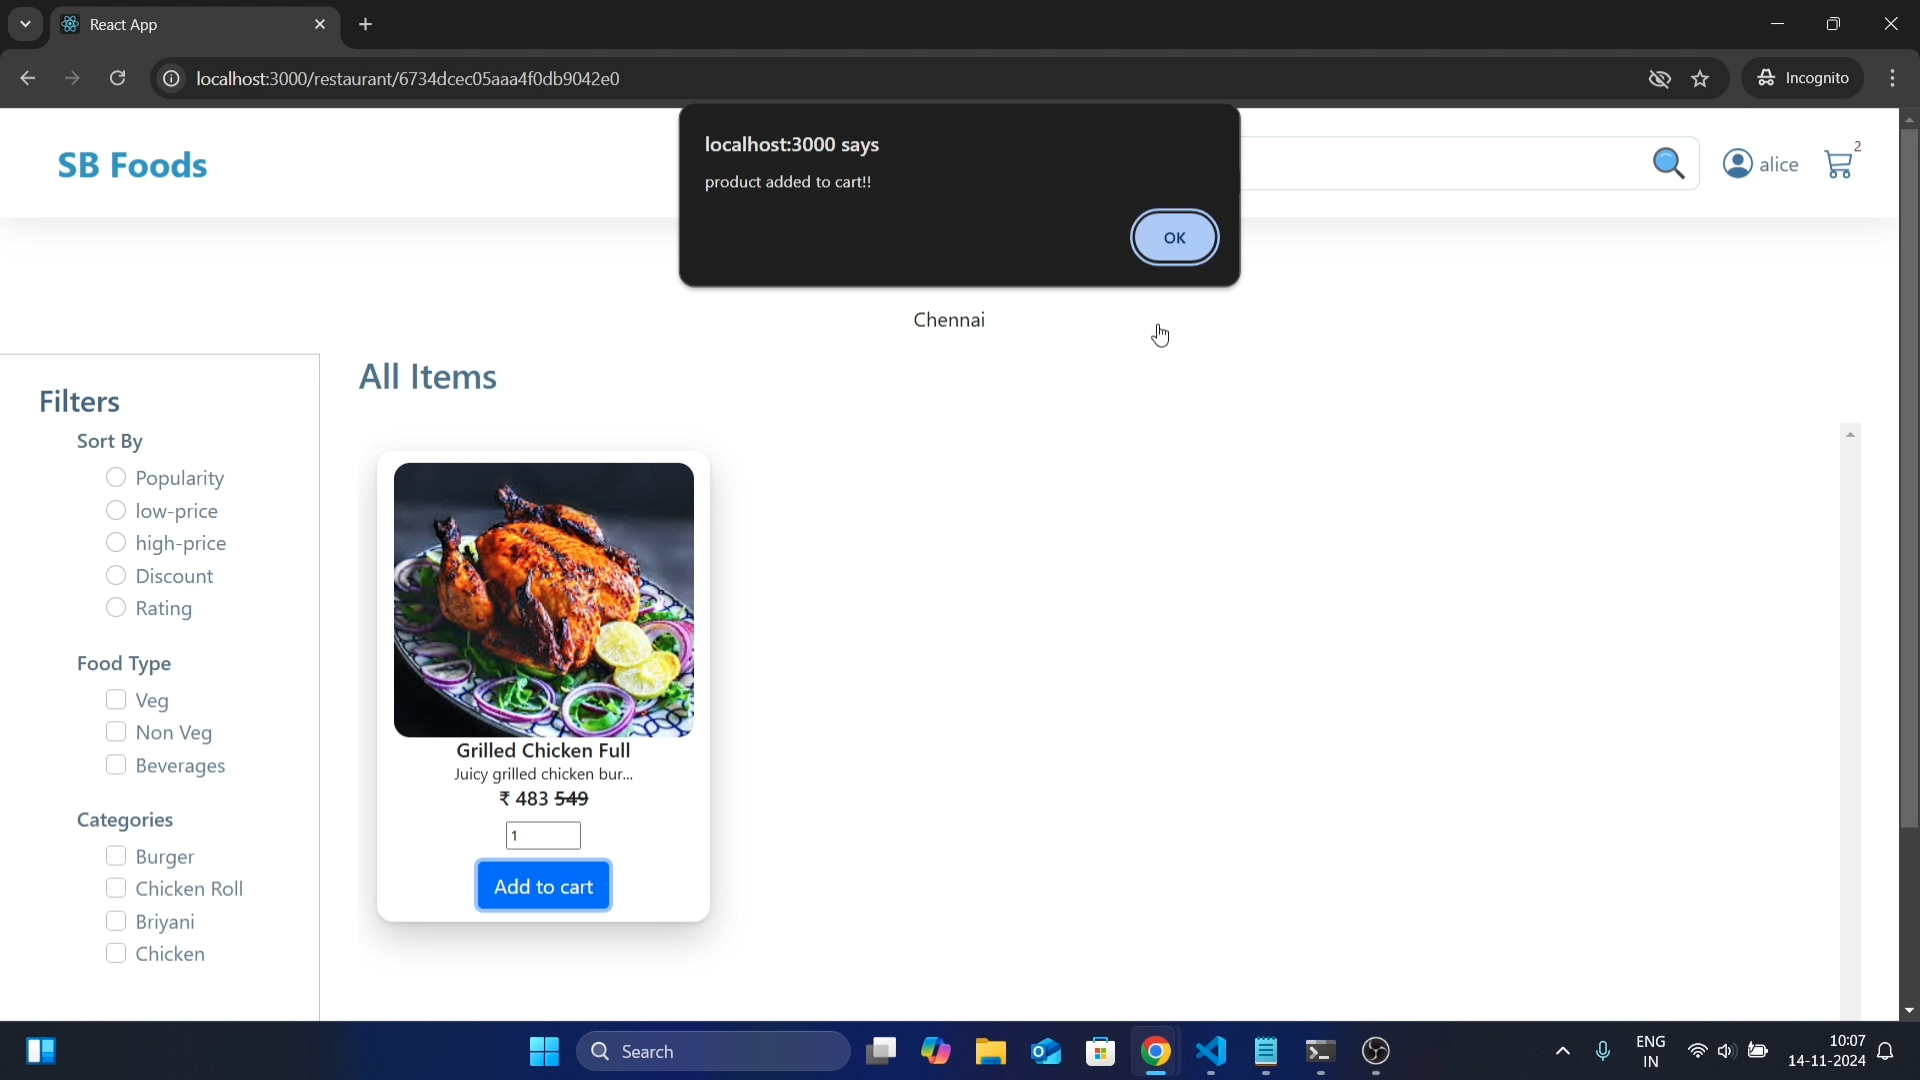 React App
localhost:3000/restaurant/6734dcec05aaa4f0db9042e0
Incognito
SB Foods
localhost:3000 says
product added to cart!!
OK
alice
2
Chennai
All Items
Filters
Sort By
Popularity
low-price
high-price
Discount
Rating
Food Type
Veg
Non Veg
Beverages
Categories
Burger
Chicken Roll
Briyani
Chicken
Grilled Chicken Full
Juicy grilled chicken bur...
₹ 483 549
1
Add to cart
Search
ENG
IN
10:07
14-11-2024